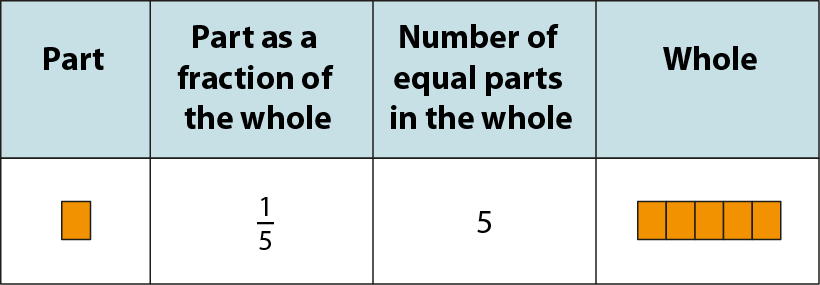 Part
Part as a
fraction of
the whole
Number of
equal parts
in the whole
Whole
1
5
5